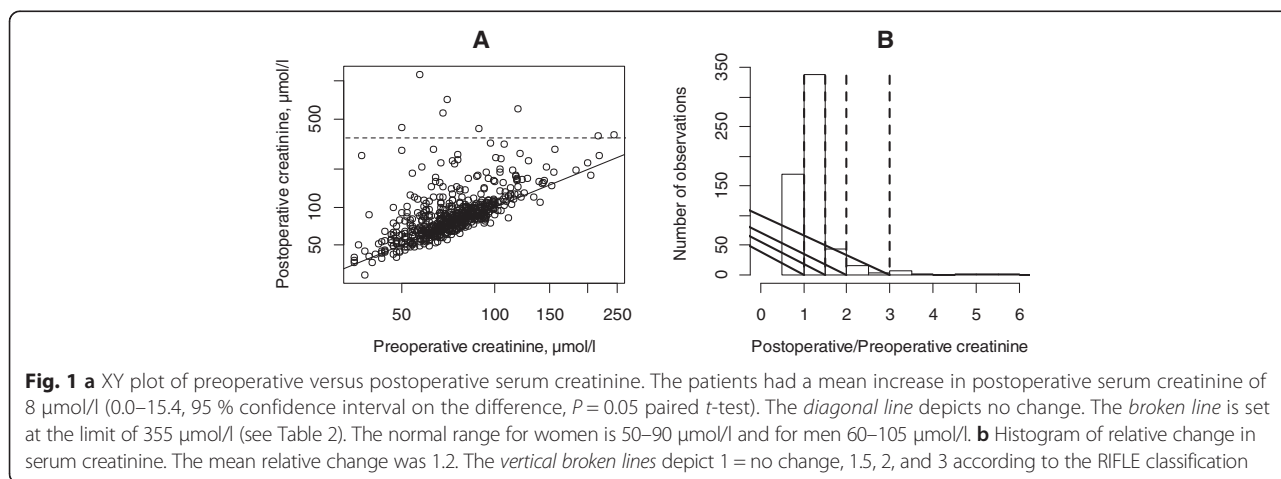 A
Postoperative creatinine, µmol/l
500
100
50
50
100
150
250
Preoperative creatinine, µmol/l
B
Number of observations
350
250
150
50
0
0
1
2
3
4
5
6
Postoperative/Preoperative creatinine
Fig. 1 a XY plot of preoperative versus postoperative serum creatinine. The patients had a mean increase in postoperative serum creatinine of
8 µmol/l (0.0–15.4, 95 % confidence interval on the difference, P = 0.05 paired t-test). The diagonal line depicts no change. The broken line is set
at the limit of 355 µmol/l (see Table 2). The normal range for women is 50–90 µmol/l and for men 60–105 µmol/l. b Histogram of relative change in
serum creatinine. The mean relative change was 1.2. The vertical broken lines depict 1 = no change, 1.5, 2, and 3 according to the RIFLE classification